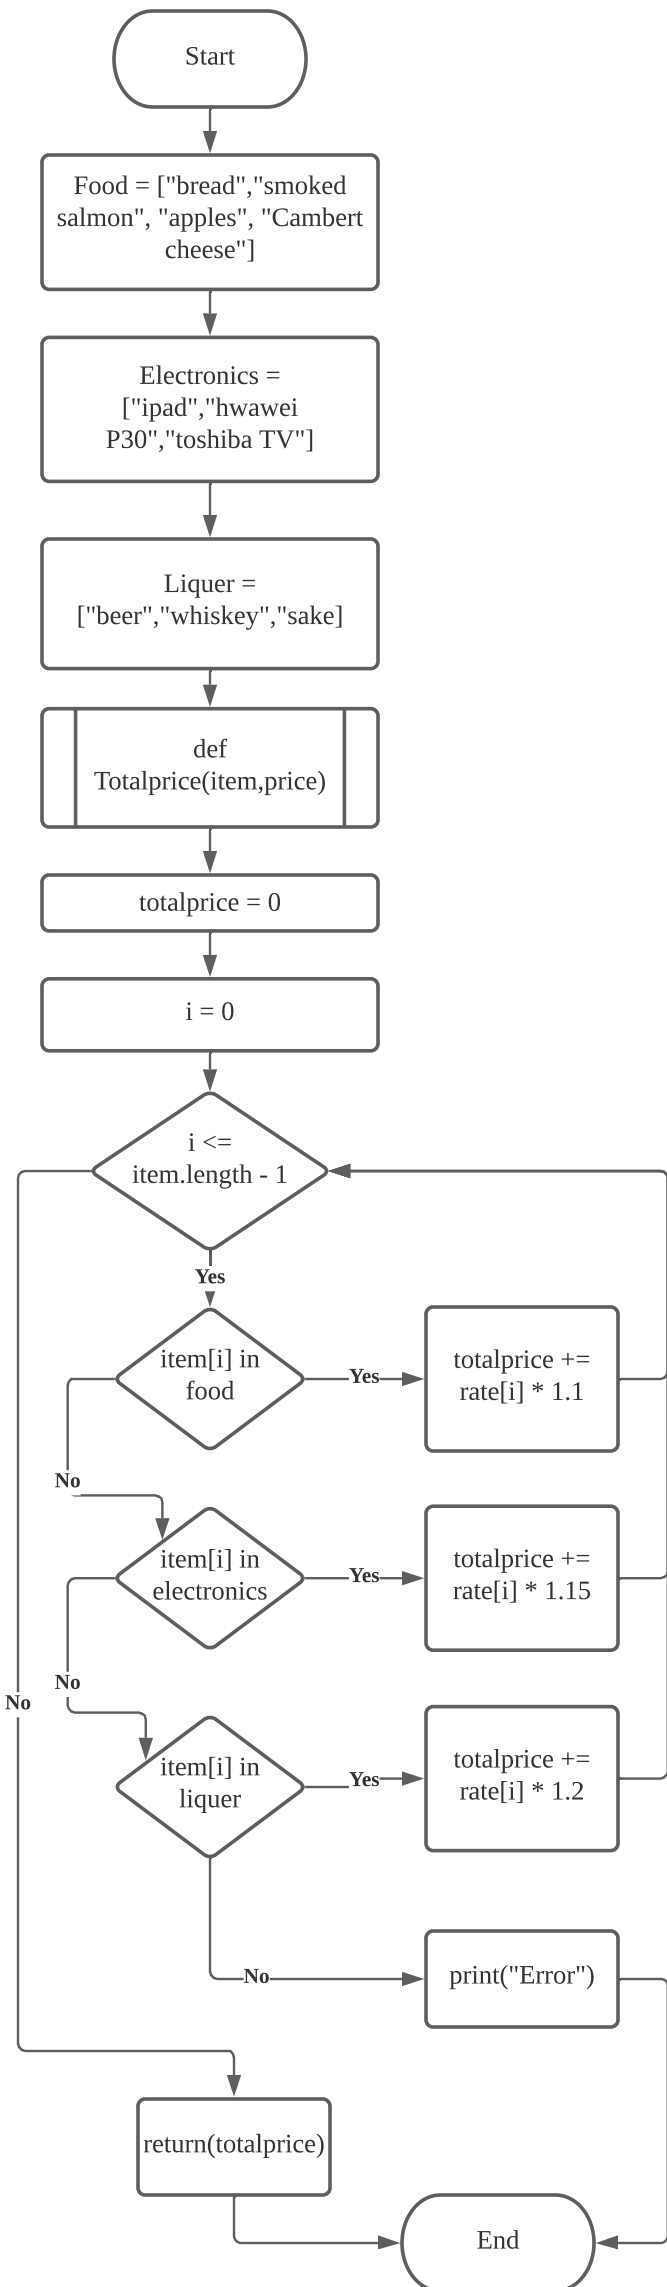 Start
Food = ["bread","smoked
salmon", "apples", "Cambert
cheese"]
Electronics =
["ipad","hwawei
P30","toshiba TV"]
Liquer =
["beer","whiskey","sake]
def
Totalprice(item,price)
totalprice = 0
i = 0
i <=
item.length - 1
Yes
item[i] in
food
Yes
totalprice +=
rate[i] * 1.1
No
item[i] in
electronics
Yes
totalprice +=
rate[i] * 1.15
No
No
item[i] in
liquer
Yes
totalprice +=
rate[i] * 1.2
No
print("Error")
return(totalprice)
End